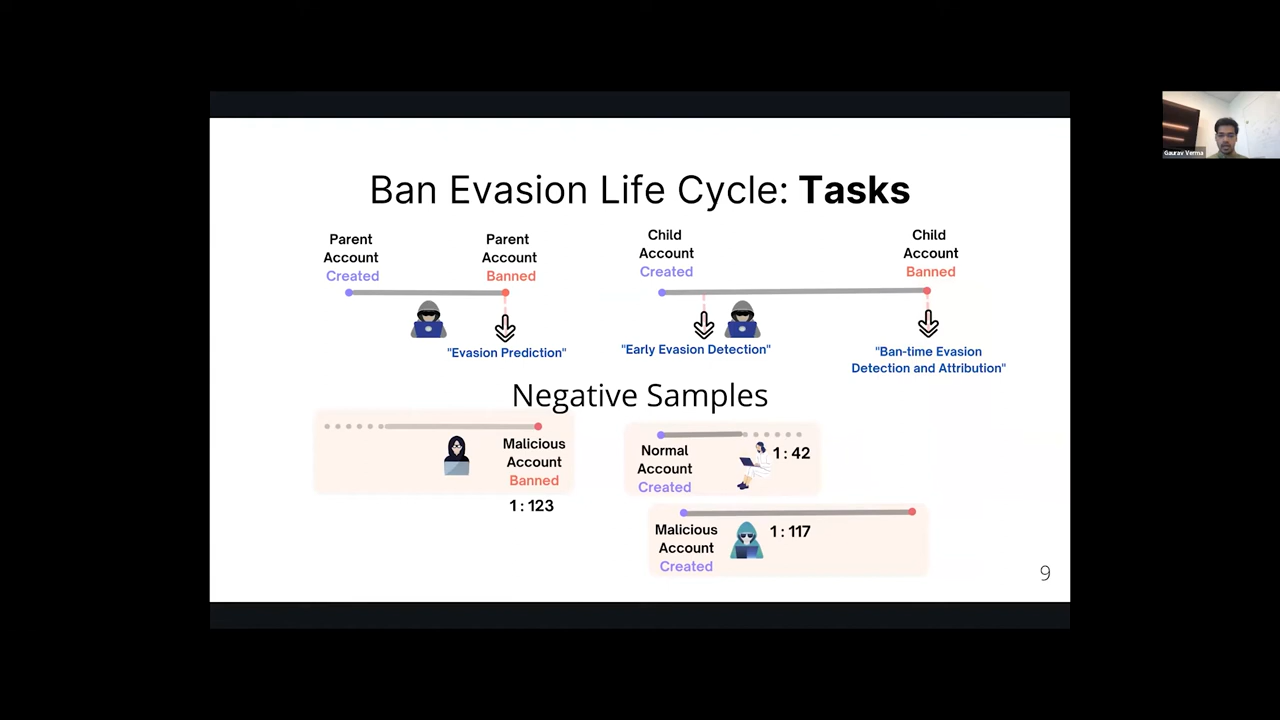 Ban Evasion Life Cycle: Tasks
Parent
Account
Created
Parent
Account
Banned
Child
Account
Created
Child
Account
Banned
"Evasion Prediction"
"Early Evasion Detection"
"Ban-time Evasion
Detection and Attribution"
Negative Samples
Malicious
Account
Banned
1 : 123
Normal
Account
Created
1 : 42
Malicious
Account
Created
1 : 117
9
Gaurav Verma